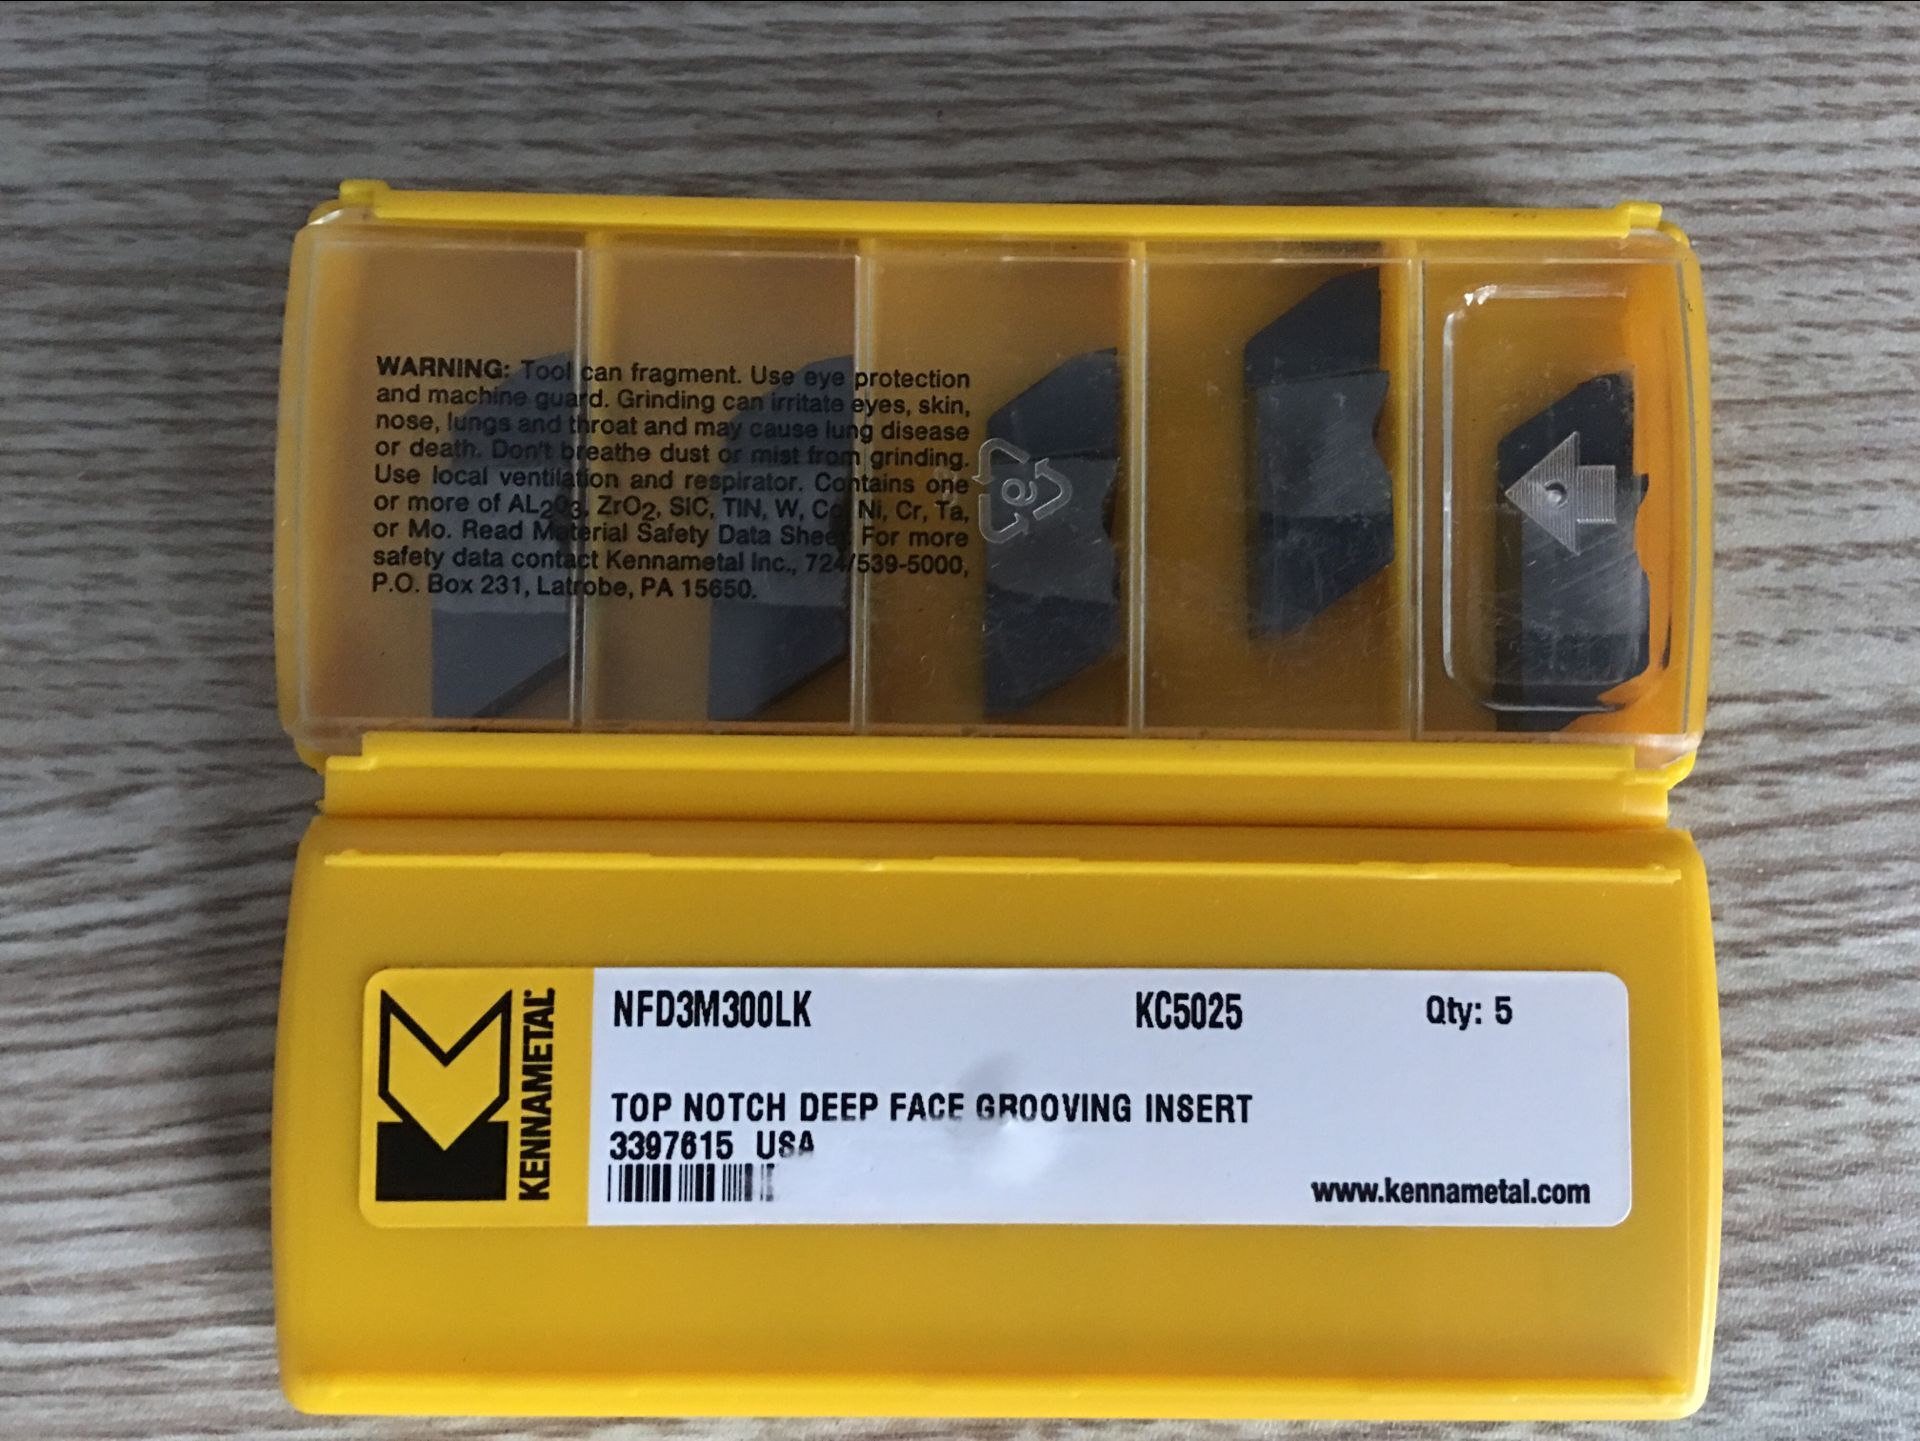 WARNING: Tool can fragment. Use eye protection
and machine guard. Grinding can irritate eyes, skin,
nose, lungs and throat and may cause lung disease
or death. Don't breathe dust or mist from grinding.
Use local ventilation and respirator. Contains one
or more of AL2O3, ZrO2, SIC, TIN, W, Co, Ni, Cr, Ta,
or Mo. Read Material Safety Data Sheet. For more
safety data contact Kennametal Inc., 724/539-5000,
P.O. Box 231, Latrobe, PA 15650.
KENNAMETAL
NFD3M300LK KC5025 Qty: 5
TOP NOTCH DEEP FACE GROOVING INSERT
3397615 USA
www.kennametal.com